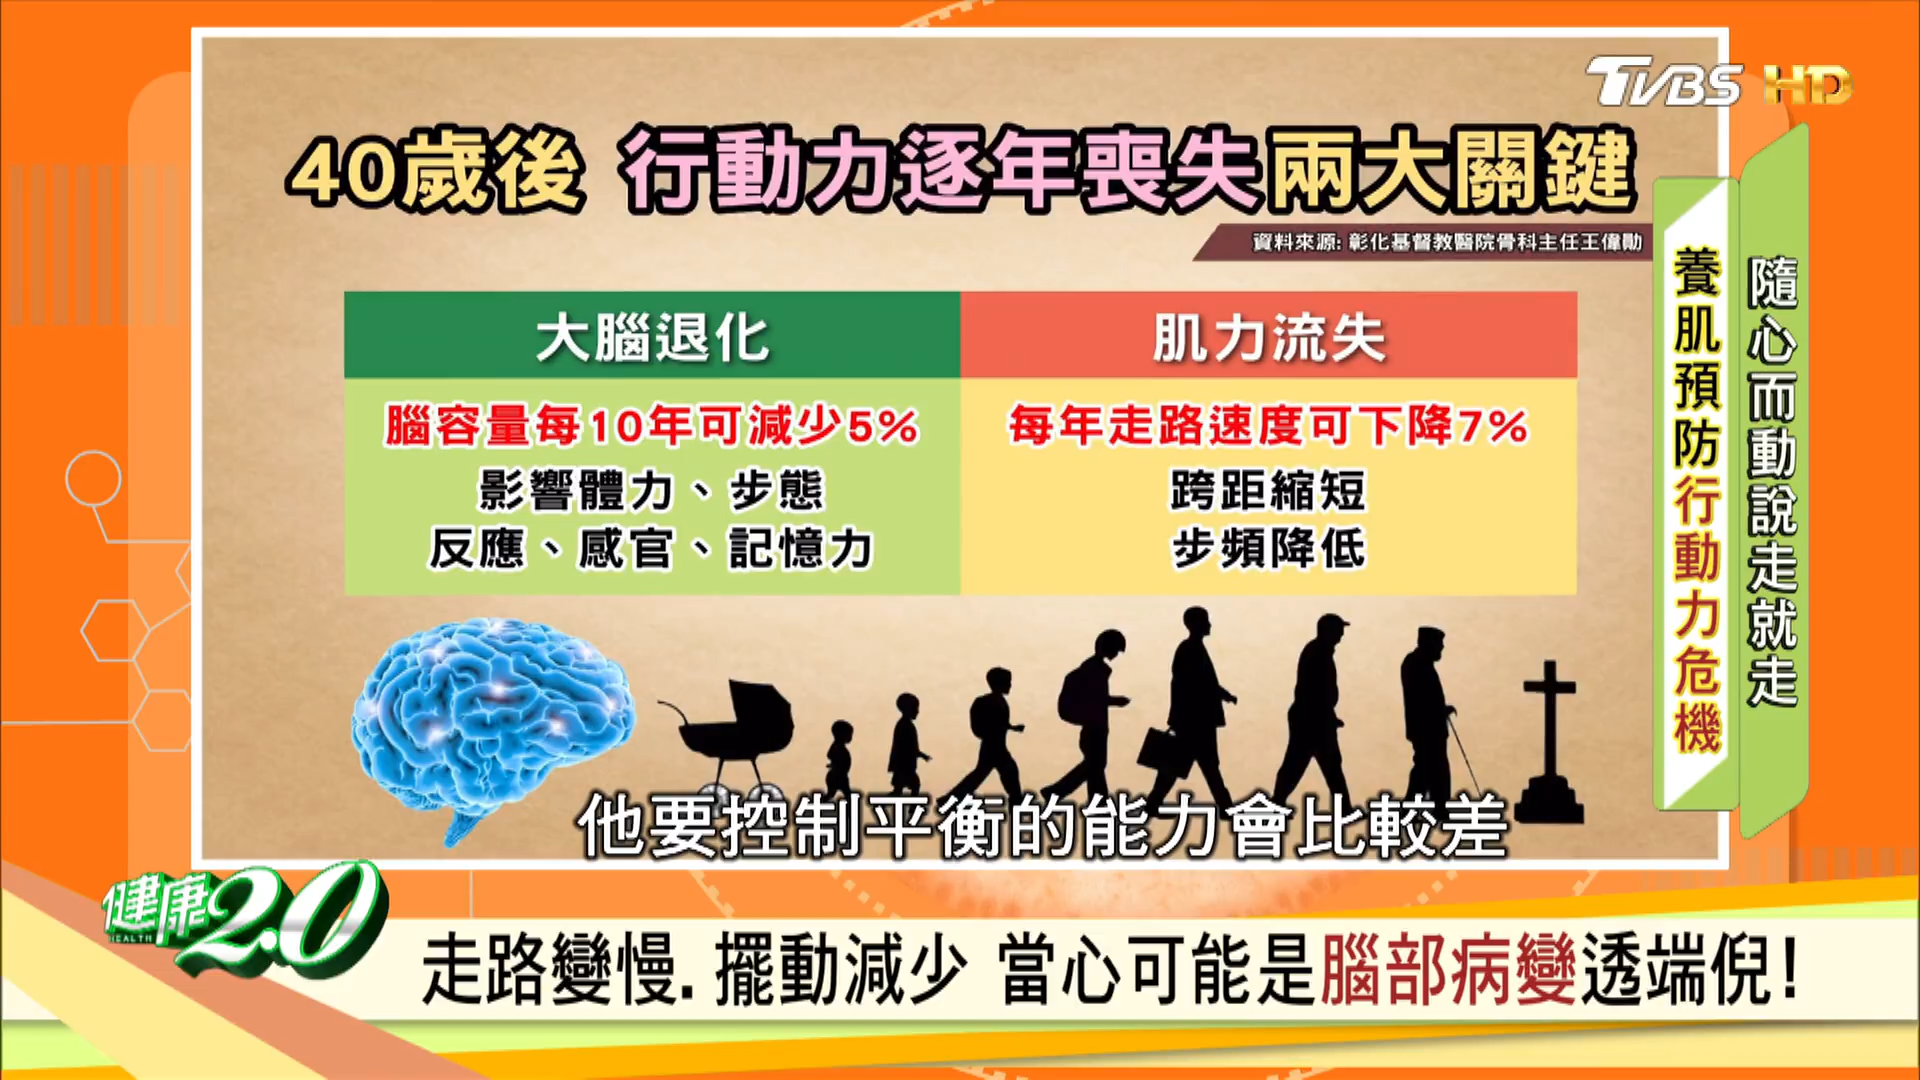 TVBS HD
40歲後 行動力逐年喪失兩大關鍵
資料來源: 彰化基督教醫院骨科主任王偉勛
大腦退化
腦容量每10年可減少5%
影響體力、步態
反應、感官、記憶力
肌力流失
每年走路速度可下降7%
跨距縮短
步頻降低
隨心而動說走就走
養肌預防行動力危機
他要控制平衡的能力會比較差
健康2.0
HEALTH
走路變慢.擺動減少 當心可能是腦部病變透端倪!